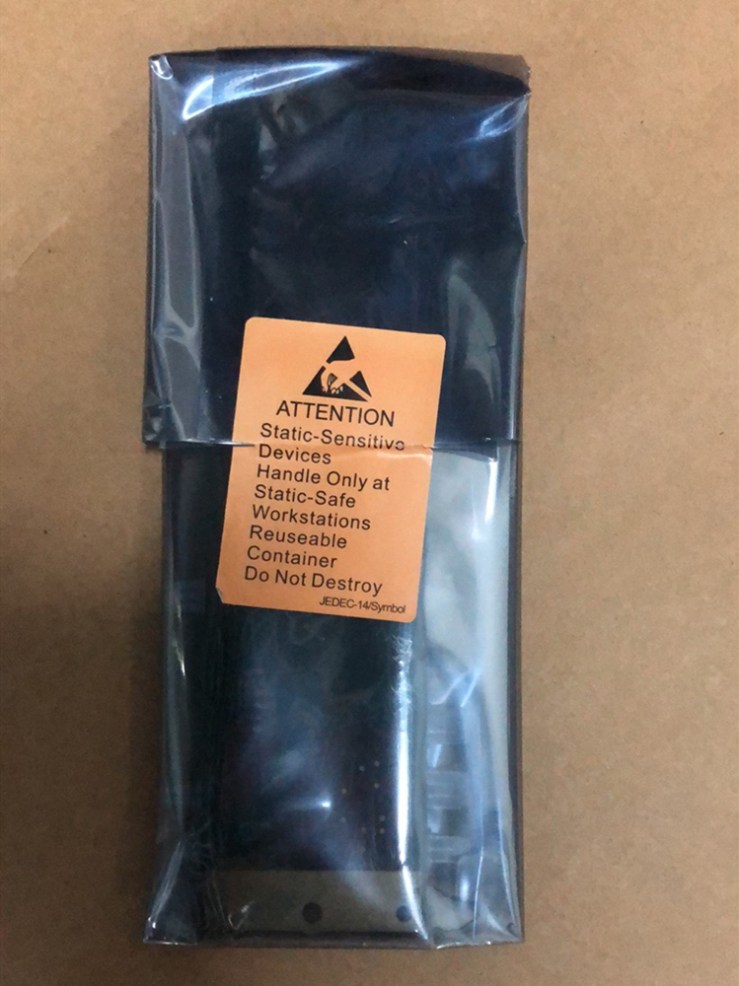 ATTENTION
Static-Sensitive
Devices
Handle Only at
Static-Safe
Workstations
Reuseable
Container
Do Not Destroy
JEDEC-14/Symbol